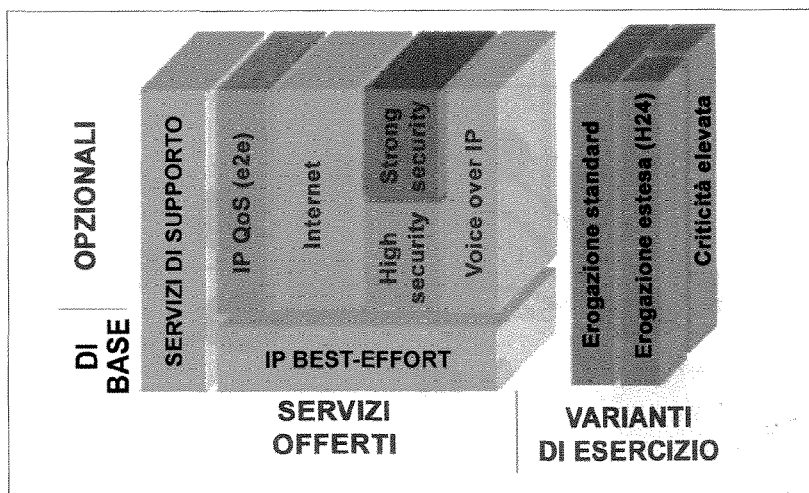 OPZIONALI
DI
BASE
SERVIZI DI SUPPORTO
IP QoS (e2e)
Internet
Strong
security
High
security
Voice over IP
IP BEST-EFFORT
Erogazione standard
Erogazione estesa (H24)
Criticità elevata
SERVIZI
OFFERTI
VARIANTI
DI ESERCIZIO